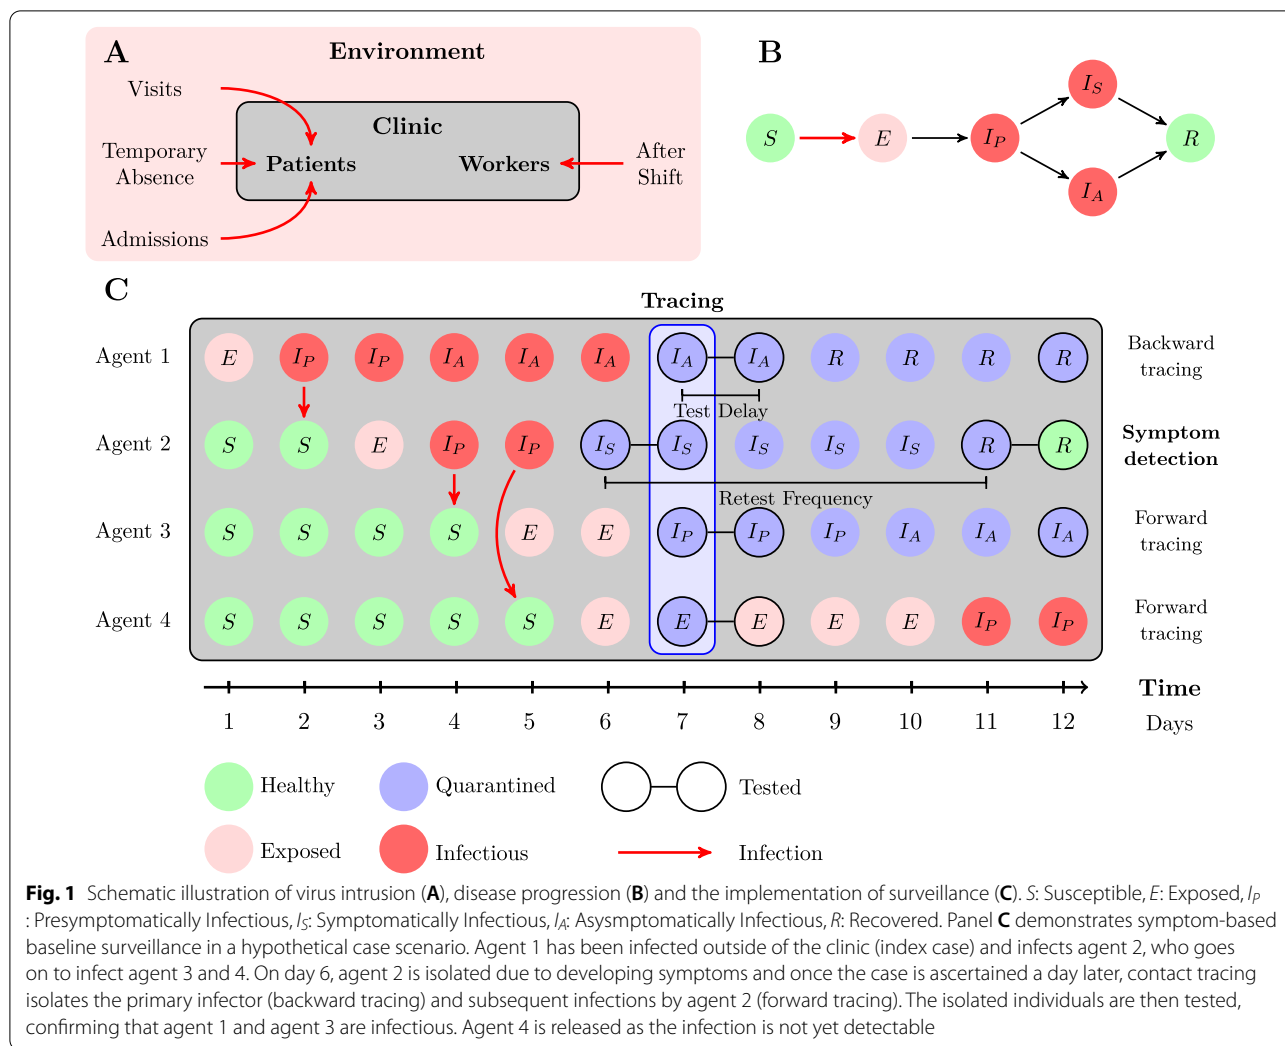 A
Environment
Visits
Clinic
Temporary
Absence
Patients
Workers
After
Shift
Admissions
B
S
E
I_P
I_S
I_A
R
C
Tracing
Agent 1 E I_P I_P I_A I_A I_A I_A I_A R R R R Backward tracing
Test Delay
Agent 2 S S E I_P I_P I_S I_S I_S I_S I_S R R Symptom detection
Retest Frequency
Agent 3 S S S S E E I_P I_P I_P I_A I_A I_A Forward tracing
Agent 4 S S S S S E E E E E I_P I_P Forward tracing
Time
1 2 3 4 5 6 7 8 9 10 11 12 Days
Healthy Quarantined Tested
Exposed Infectious Infection
Fig. 1 Schematic illustration of virus intrusion (A), disease progression (B) and the implementation of surveillance (C). S: Susceptible, E: Exposed, I_P
: Presymptomatically Infectious, I_S: Symptomatically Infectious, I_A: Asysmptomatically Infectious, R: Recovered. Panel C demonstrates symptom-based
baseline surveillance in a hypothetical case scenario. Agent 1 has been infected outside of the clinic (index case) and infects agent 2, who goes
on to infect agent 3 and 4. On day 6, agent 2 is isolated due to developing symptoms and once the case is ascertained a day later, contact tracing
isolates the primary infector (backward tracing) and subsequent infections by agent 2 (forward tracing). The isolated individuals are then tested,
confirming that agent 1 and agent 3 are infectious. Agent 4 is released as the infection is not yet detectable